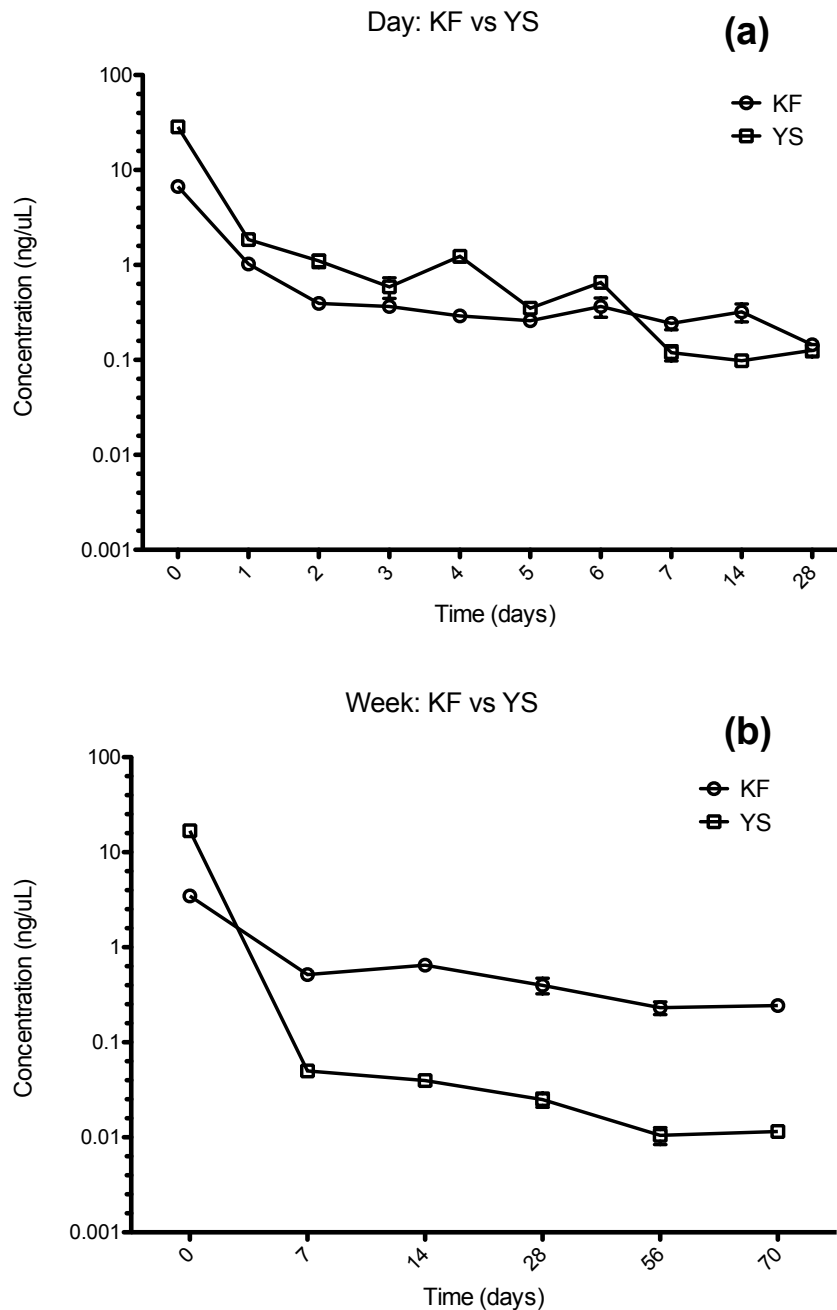 Day: KF vs YS
(a)
100
10
1
0.1
0.01
0.001
Concentration (ng/uL)
KF
YS
0 1 2 3 4 5 6 7 14 28
Time (days)
Week: KF vs YS
(b)
100
10
1
0.1
0.01
0.001
Concentration (ng/uL)
KF
YS
0 7 14 28 56 70
Time (days)